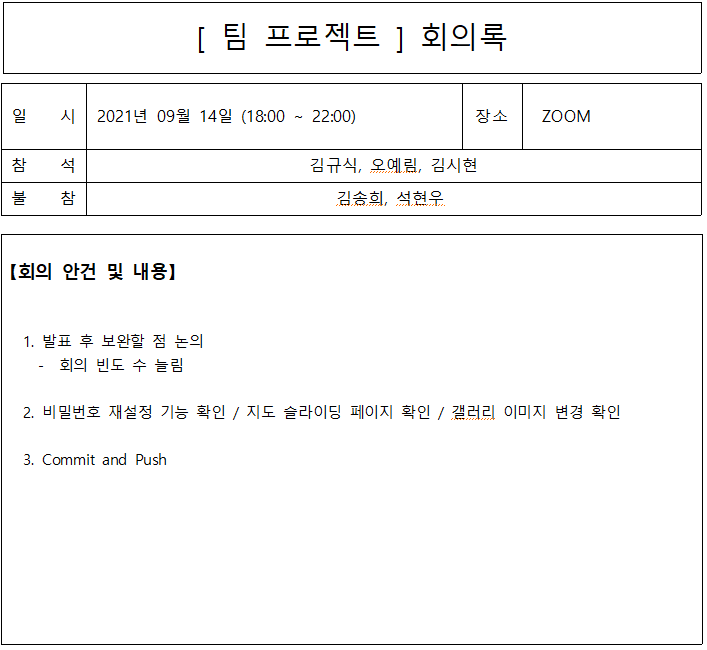 [ 팀 프로젝트 ] 회의록
일 시 2021년 09월 14일 (18:00 ~ 22:00) 장소 ZOOM
참 석 김규식, 오예림, 김시현
불 참 김송희, 석현우
【회의 안건 및 내용】
1. 발표 후 보완할 점 논의
- 회의 빈도 수 늘림
2. 비밀번호 재설정 기능 확인 / 지도 슬라이딩 페이지 확인 / 갤러리 이미지 변경 확인
3. Commit and Push